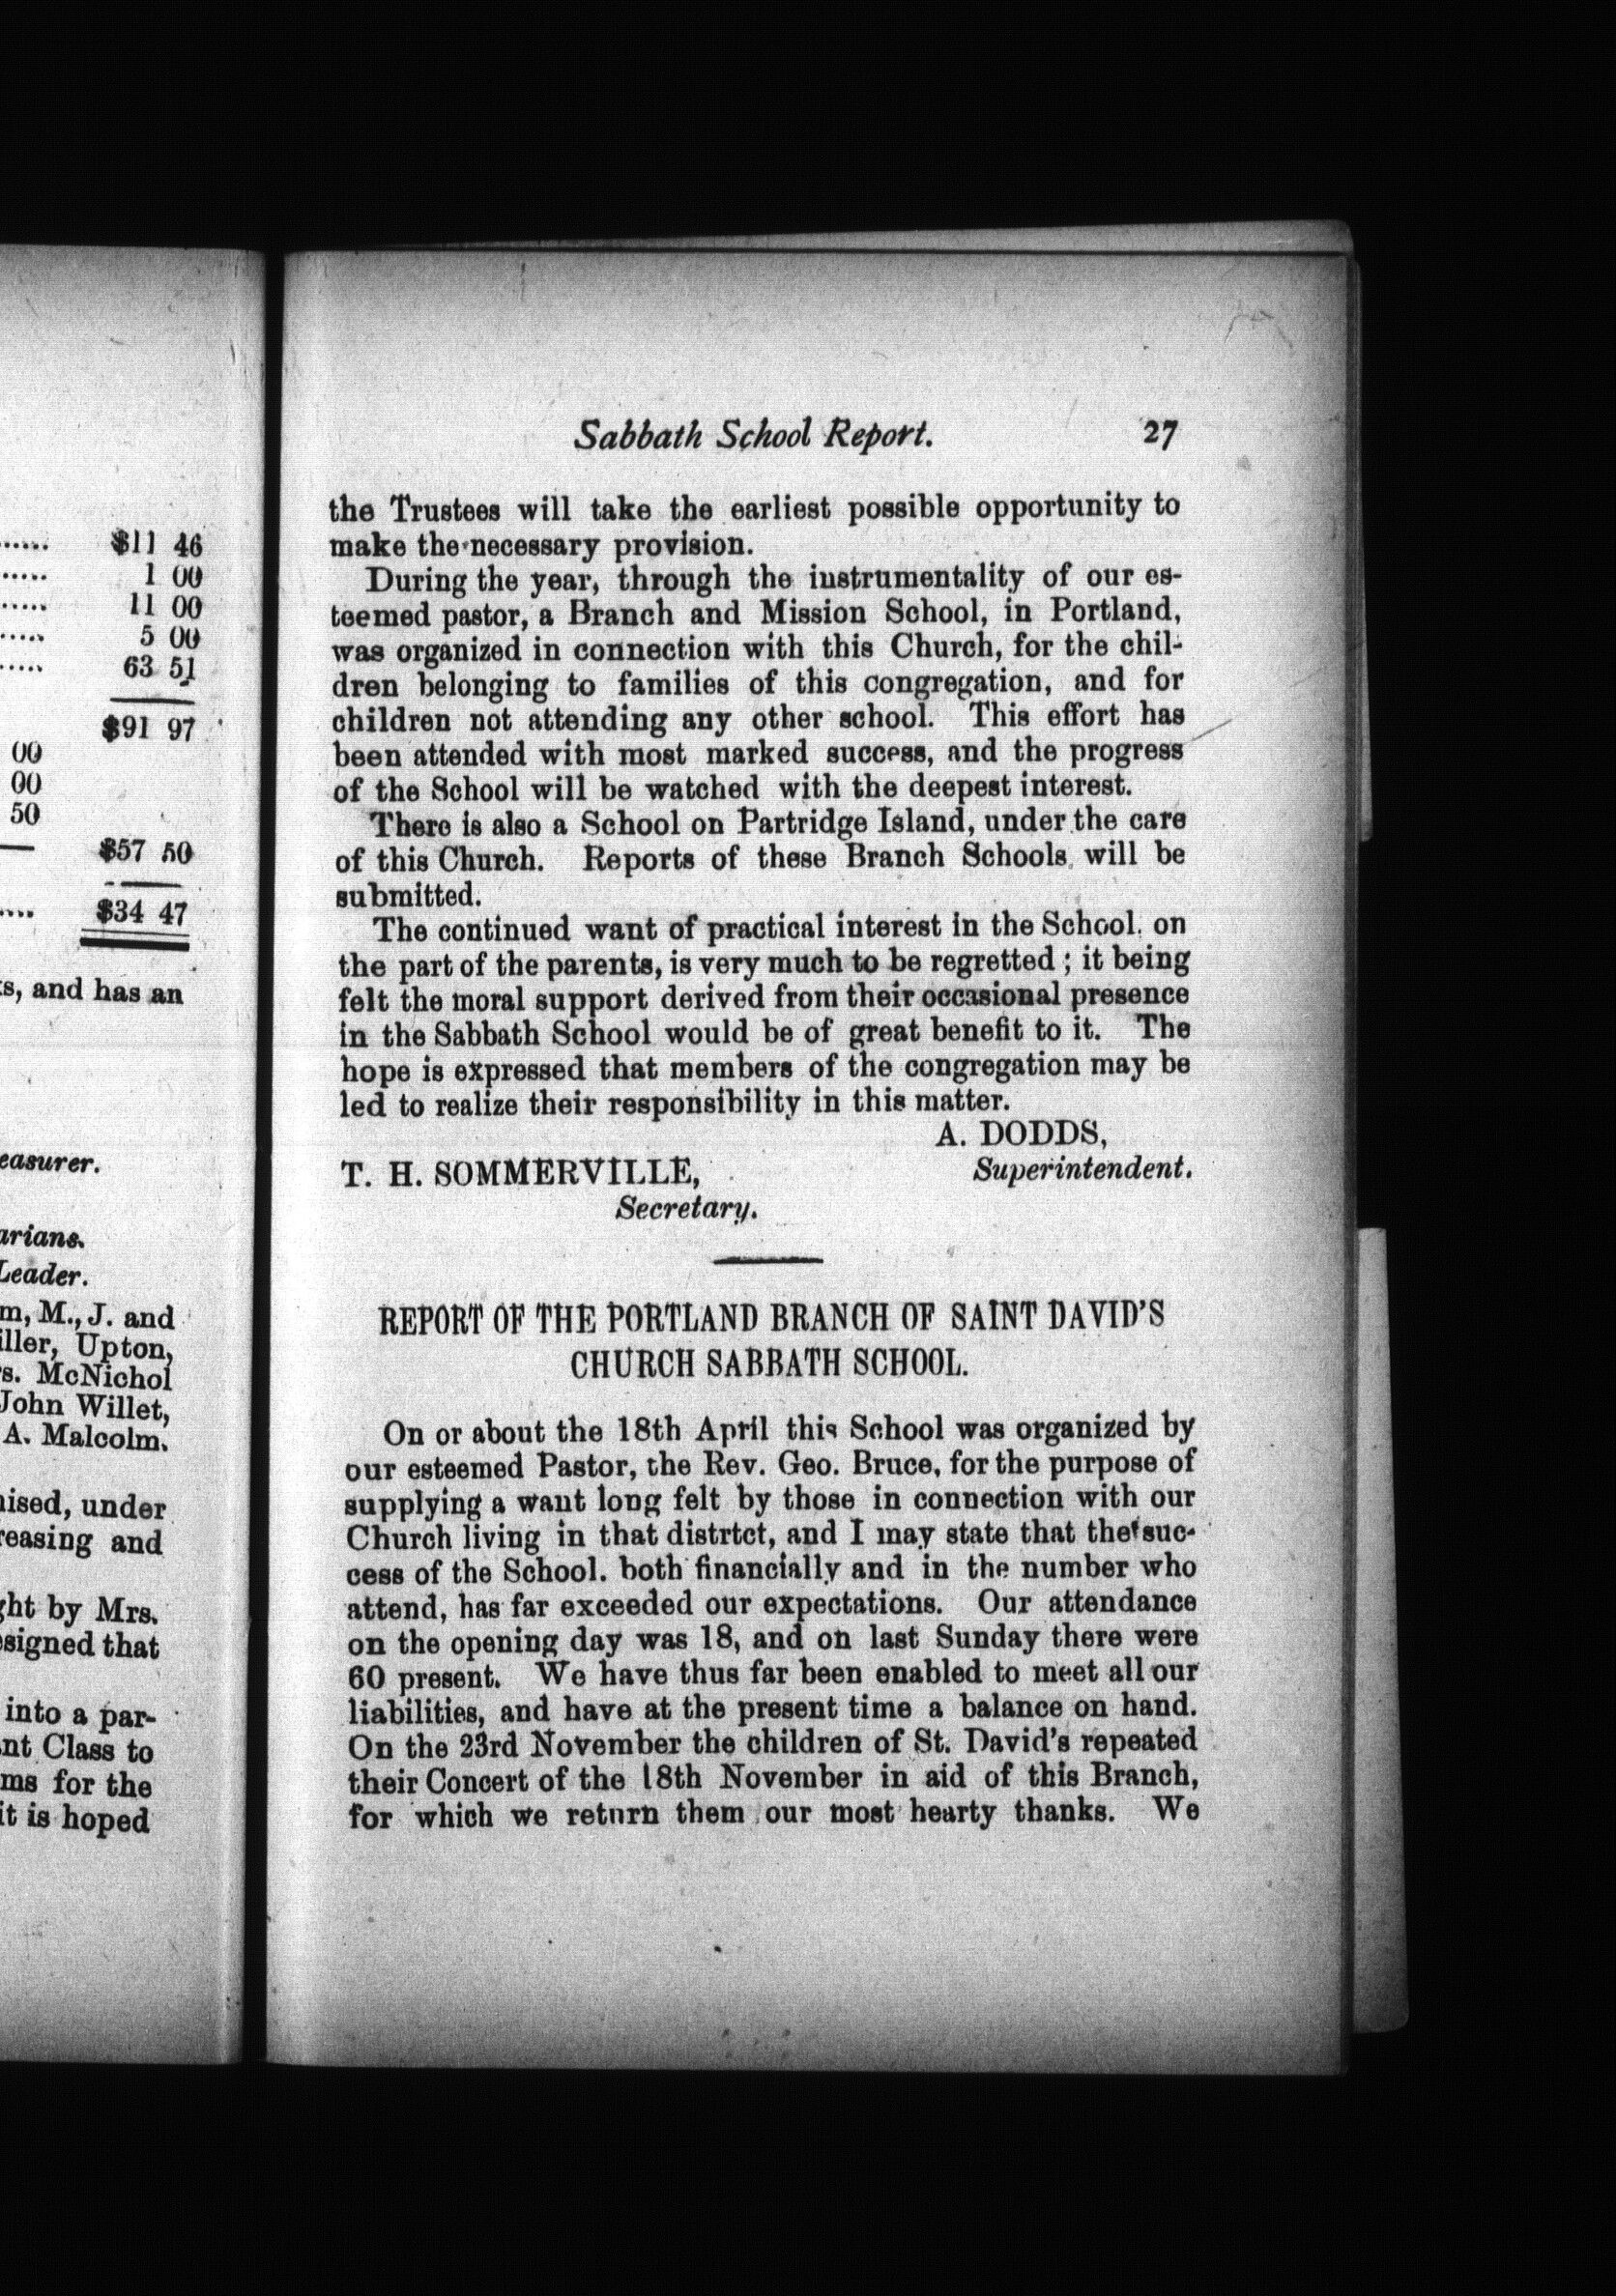 $11 46
1 00
11 00
5 00
63 51
$91 97
00
00
50
$57 50
$34 47
s, and has an
easurer.
arians.
Leader.
m, M., J. and
iller, Upton,
s. McNichol
John Willet,
A. Malcolm.
ised, under
reasing and
ght by Mrs.
signed that
into a par-
nt Class to
ms for the
it is hoped
Sabbath School Report. 27
the Trustees will take the earliest possible opportunity to
make the necessary provision.
During the year, through the instrumentality of our es-
teemed pastor, a Branch and Mission School, in Portland,
was organized in connection with this Church, for the chil-
dren belonging to families of this congregation, and for
children not attending any other school. This effort has
been attended with most marked success, and the progress
of the School will be watched with the deepest interest.
There is also a School on Partridge Island, under the care
of this Church. Reports of these Branch Schools will be
submitted.
The continued want of practical interest in the School, on
the part of the parents, is very much to be regretted; it being
felt the moral support derived from their occasional presence
in the Sabbath School would be of great benefit to it. The
hope is expressed that members of the congregation may be
led to realize their responsibility in this matter.
A. DODDS,
Superintendent.
T. H. SOMMERVILLE,
Secretary.
REPORT OF THE PORTLAND BRANCH OF SAINT DAVID'S
CHURCH SABBATH SCHOOL.
On or about the 18th April this School was organized by
our esteemed Pastor, the Rev. Geo. Bruce, for the purpose of
supplying a want long felt by those in connection with our
Church living in that distrtct, and I may state that the suc-
cess of the School. both financially and in the number who
attend, has far exceeded our expectations. Our attendance
on the opening day was 18, and on last Sunday there were
60 present. We have thus far been enabled to meet all our
liabilities, and have at the present time a balance on hand.
On the 23rd November the children of St. David's repeated
their Concert of the 18th November in aid of this Branch,
for which we return them our most hearty thanks. We